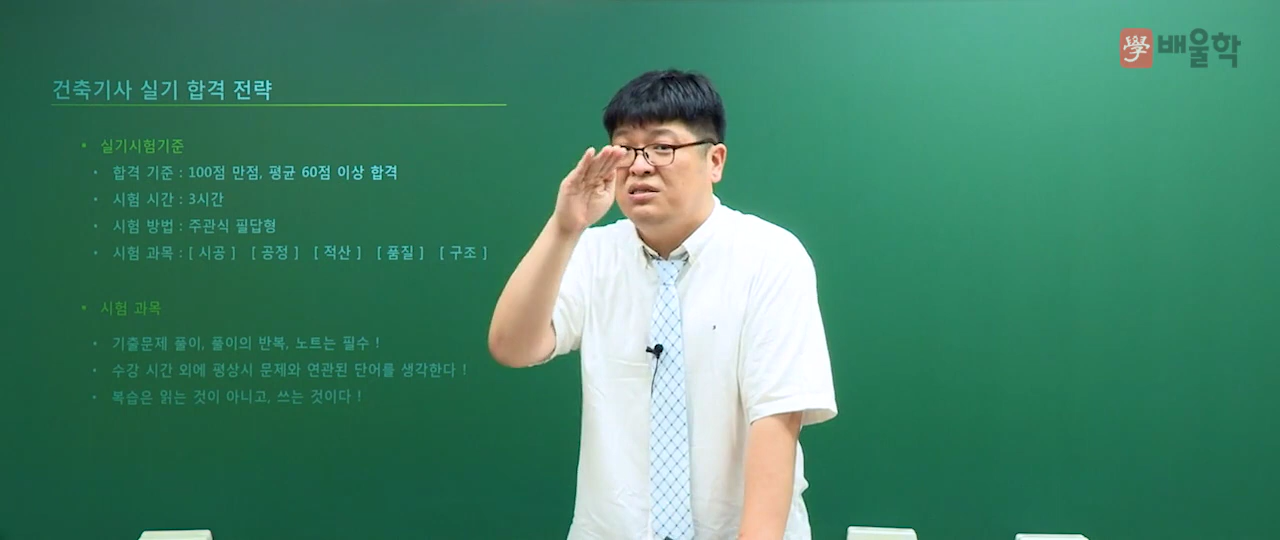 學 배울학
건축기사 실기 합격 전략
실기시험기준
합격 기준 : 100점 만점, 평균 60점 이상 합격
시험 시간 : 3시간
시험 방법 : 주관식 필답형
시험 과목 : [ 시공 ] [ 공정 ] [ 적산 ] [ 품질 ] [ 구조 ]
시험 과목
기출문제 풀이, 풀이의 반복, 노트는 필수 !
수강 시간 외에 평상시 문제와 연관된 단어를 생각한다 !
복습은 읽는 것이 아니고, 쓰는 것이다 !